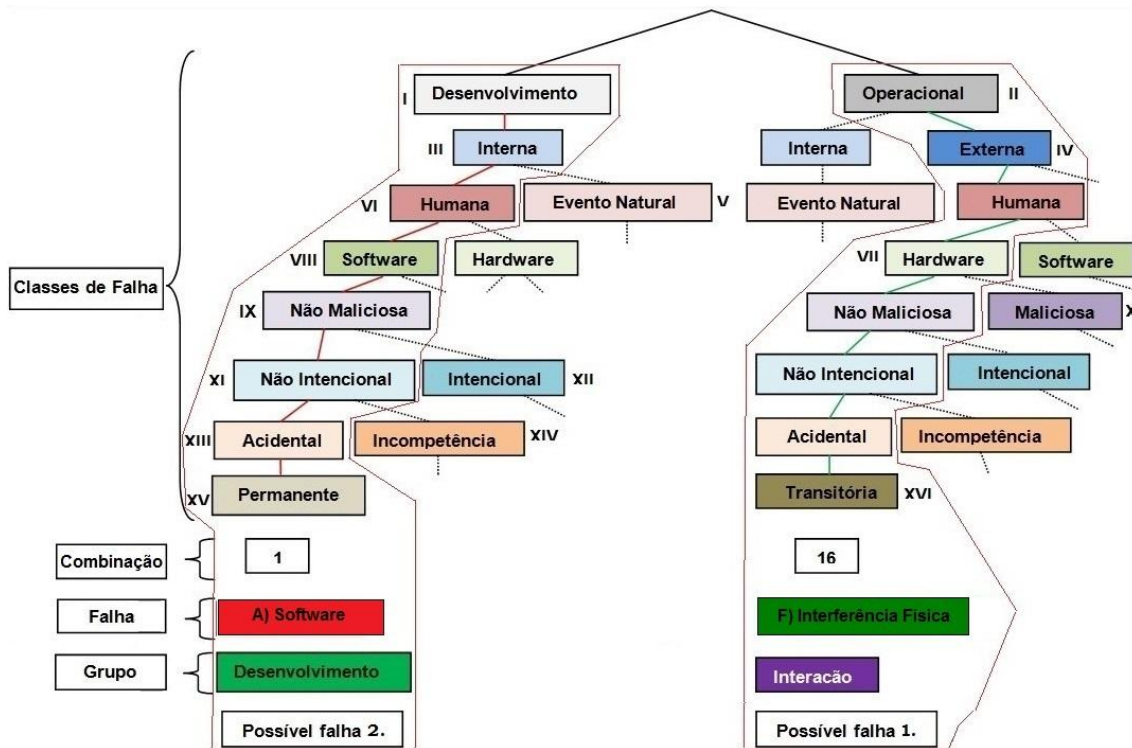 Desenvolvimento
Operacional
I
II
Interna
Interna
Externa
III
IV
Humana
Evento Natural
Evento Natural
Humana
VI
V
Software
Hardware
Hardware
Software
VIII
VII
Classes de Falha
Não Maliciosa
Não Maliciosa
Maliciosa
IX
X
Não Intencional
Intencional
Não Intencional
Intencional
XI
XII
Acidental
Incompetência
Acidental
Incompetência
XIII
XIV
Permanente
Transitória
XV
XVI
Combinação
1
16
Falha
A) Software
F) Interferência Física
Grupo
Desenvolvimento
Interacão
Possível falha 2.
Possível falha 1.